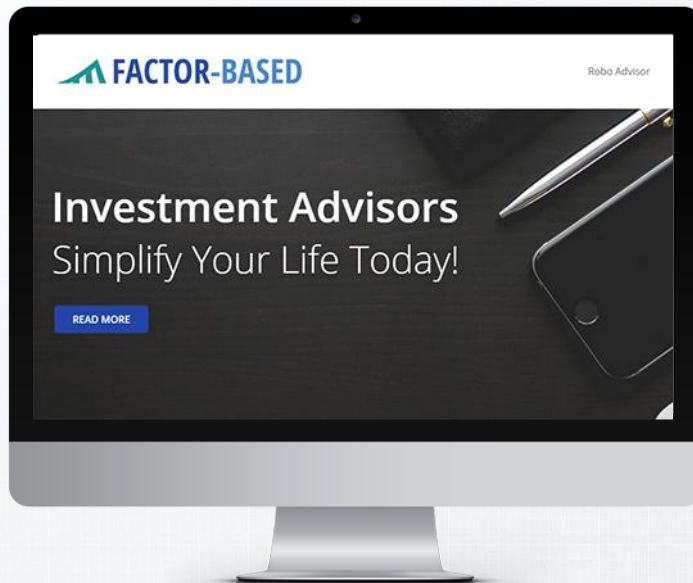 FACTOR-BASED
Robo Advisor
Investment Advisors
Simplify Your Life Today!
READ MORE